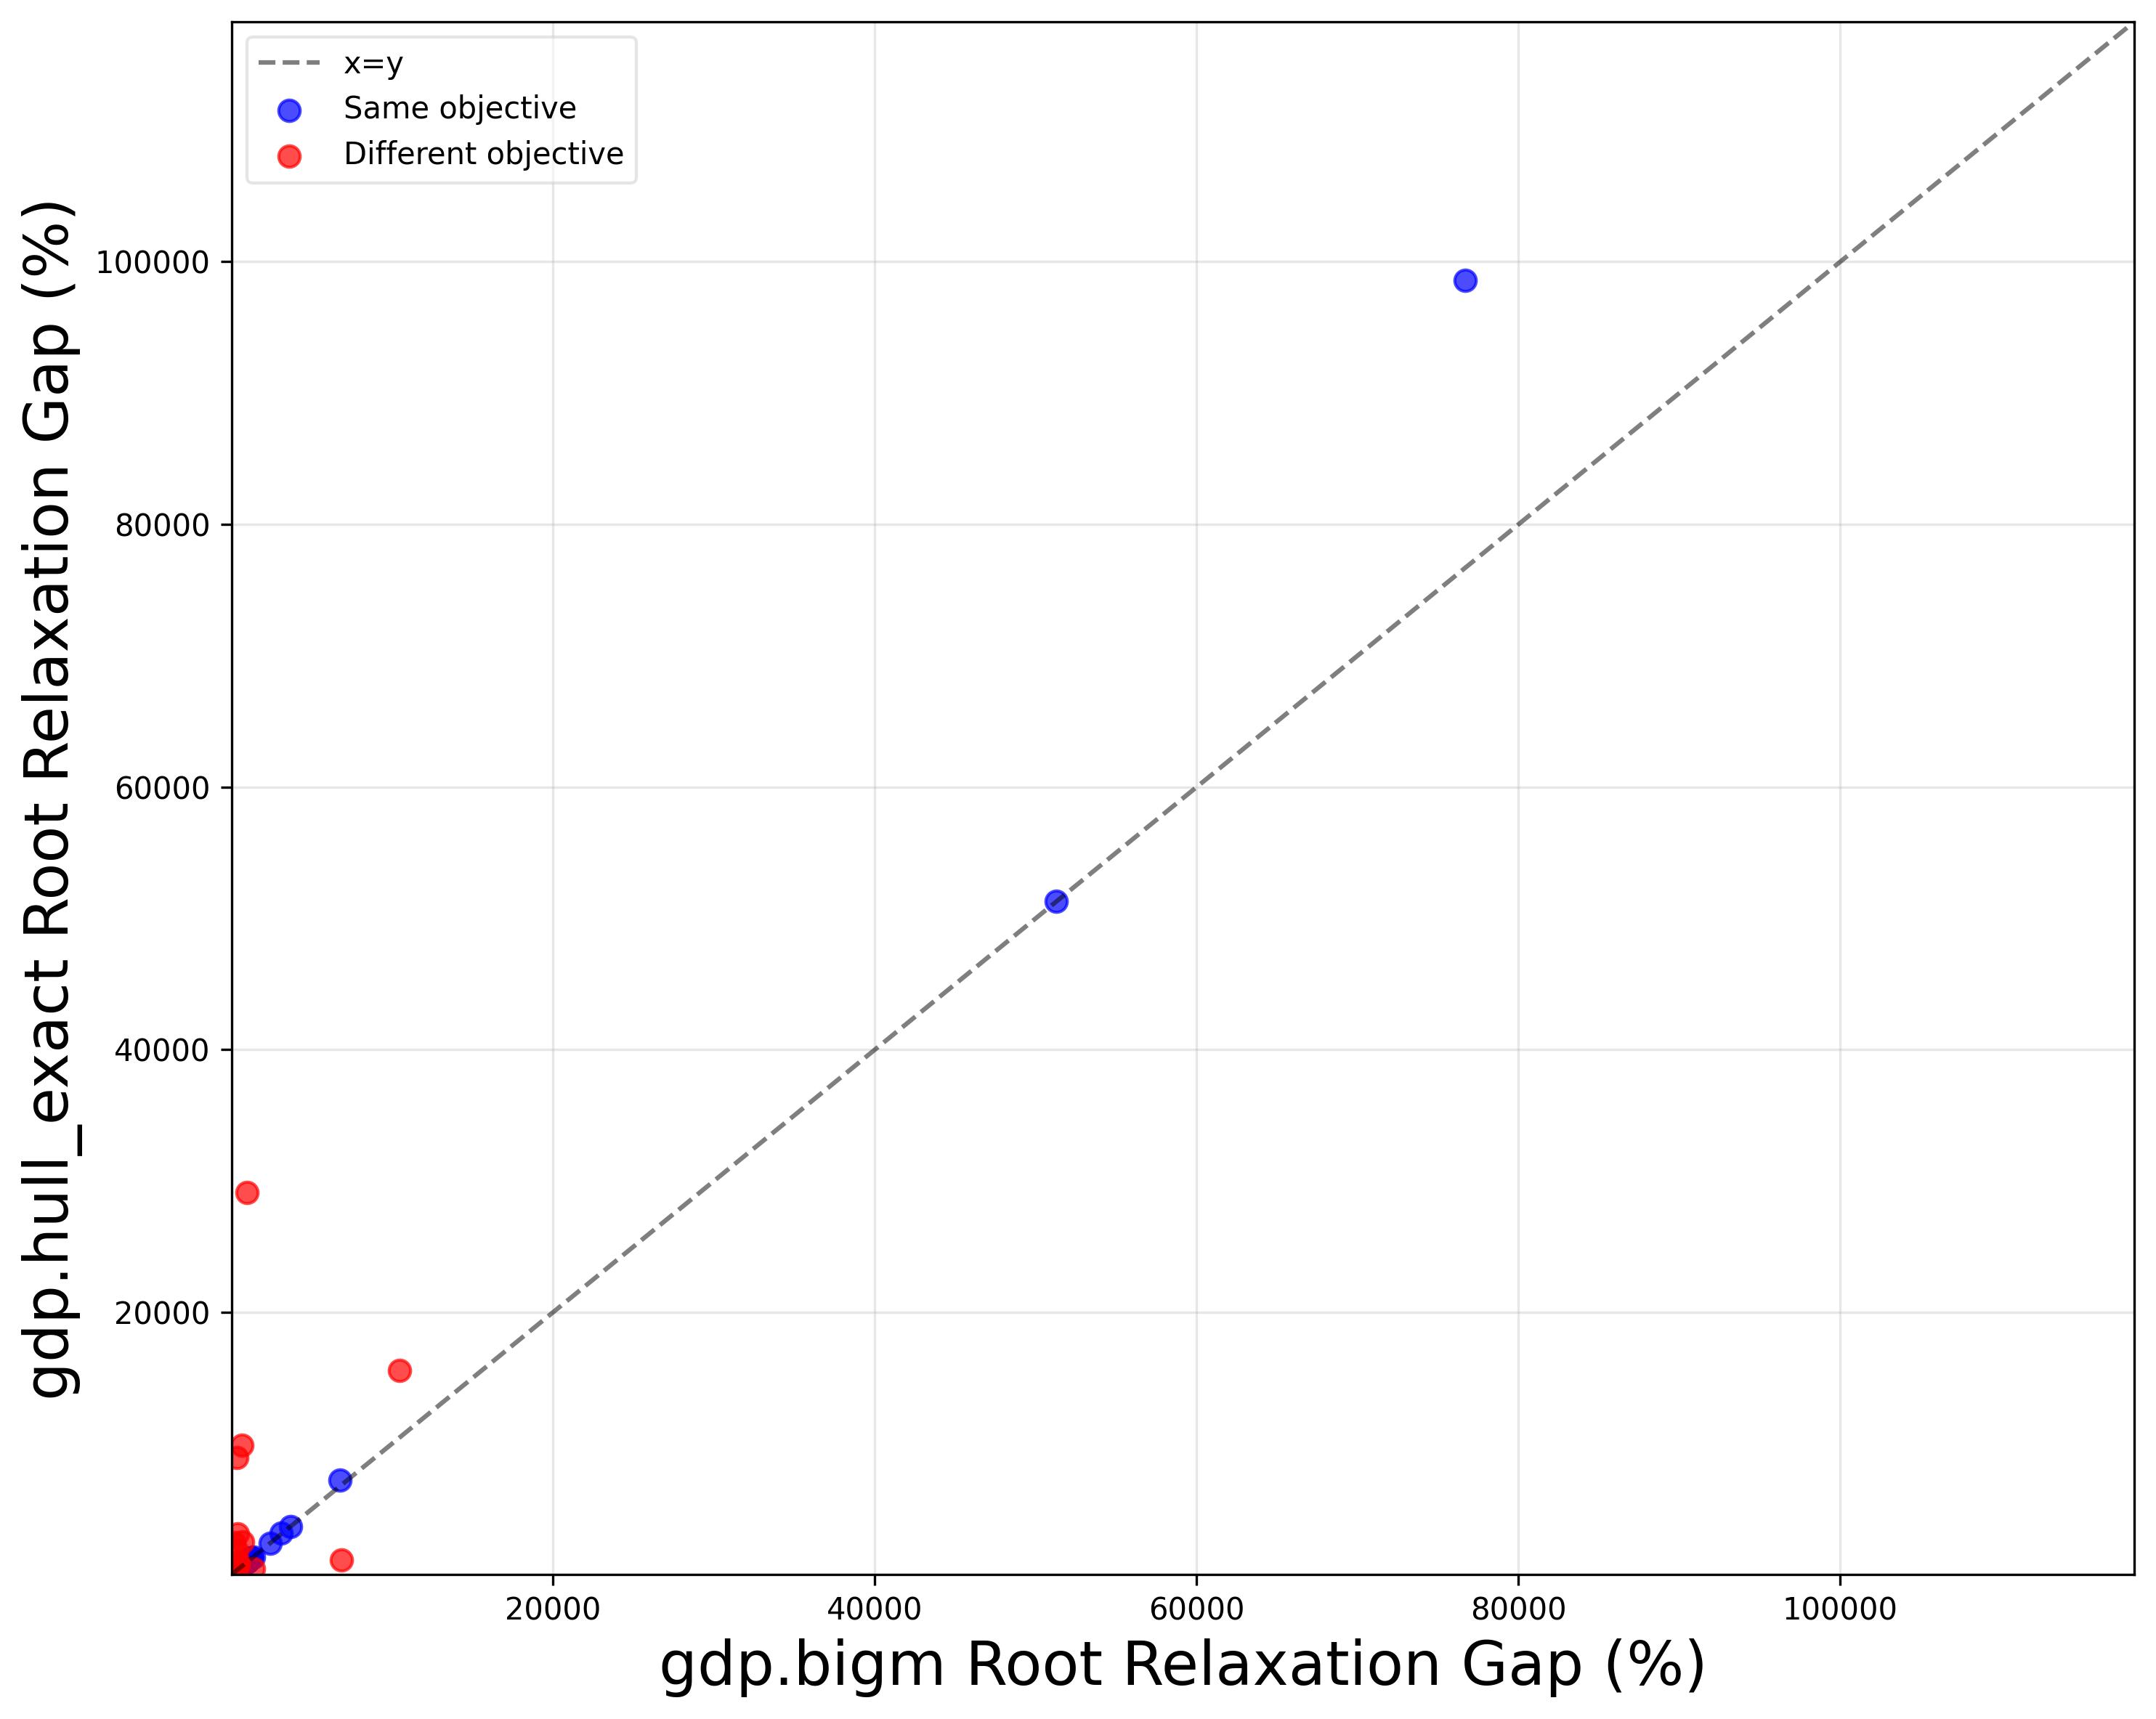 x=y
Same objective
Different objective
gdp.hull_exact Root Relaxation Gap (%)
100000
80000
60000
40000
20000
20000
40000
60000
80000
100000
gdp.bigm Root Relaxation Gap (%)